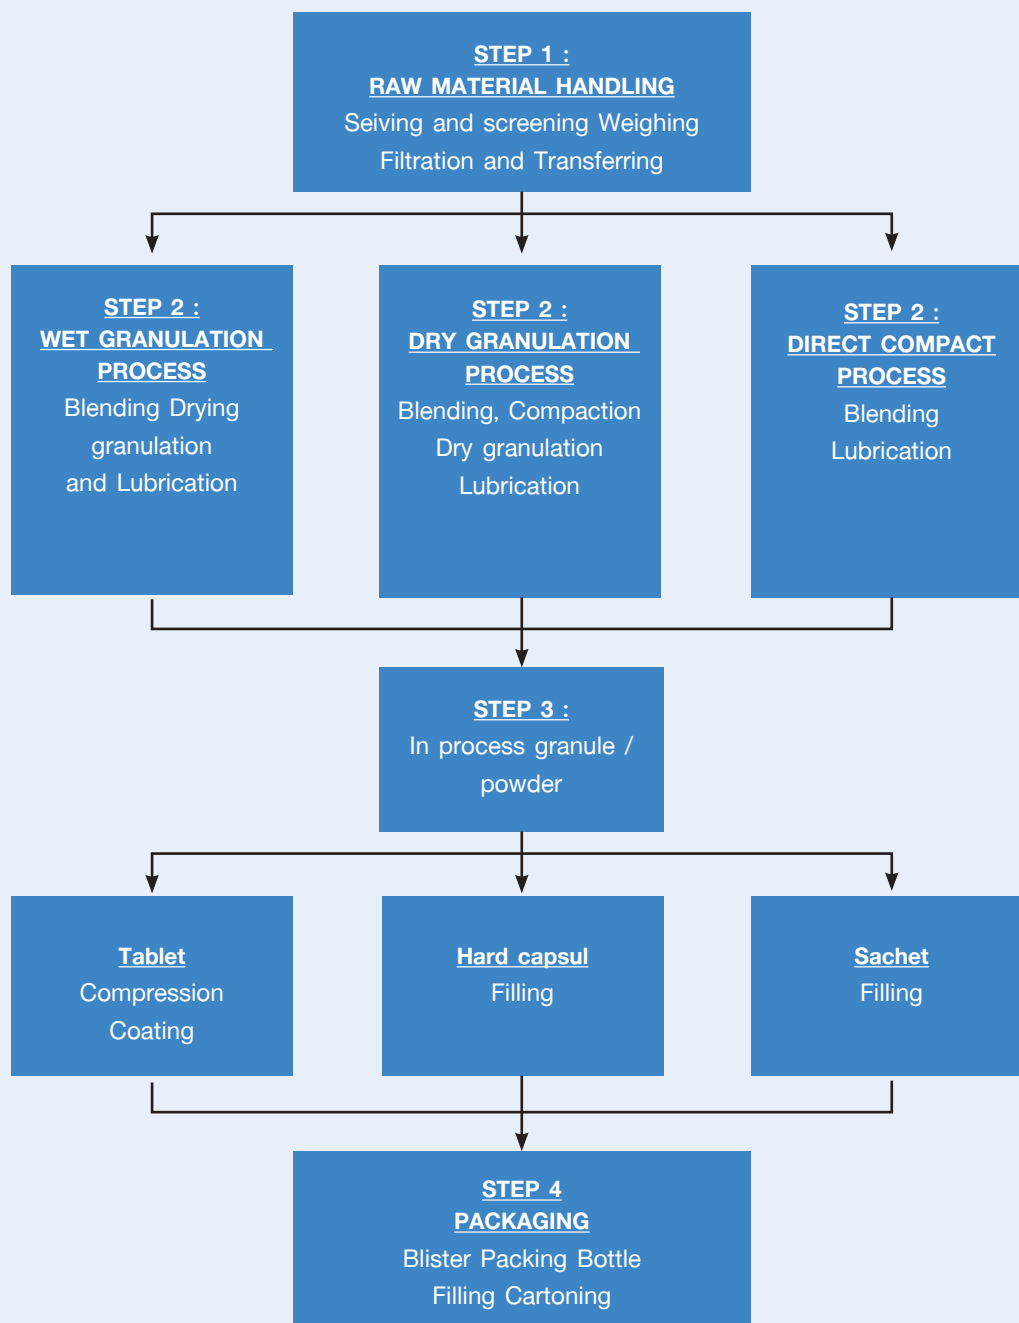 STEP 1 :
RAW MATERIAL HANDLING
Seiving and screening Weighing
Filtration and Transferring
STEP 2 :
WET GRANULATION
PROCESS
Blending Drying
granulation
and Lubrication
STEP 2 :
DRY GRANULATION
PROCESS
Blending, Compaction
Dry granulation
Lubrication
STEP 2 :
DIRECT COMPACT
PROCESS
Blending
Lubrication
STEP 3 :
In process granule /
powder
Tablet
Compression
Coating
Hard capsul
Filling
Sachet
Filling
STEP 4
PACKAGING
Blister Packing Bottle
Filling Cartoning